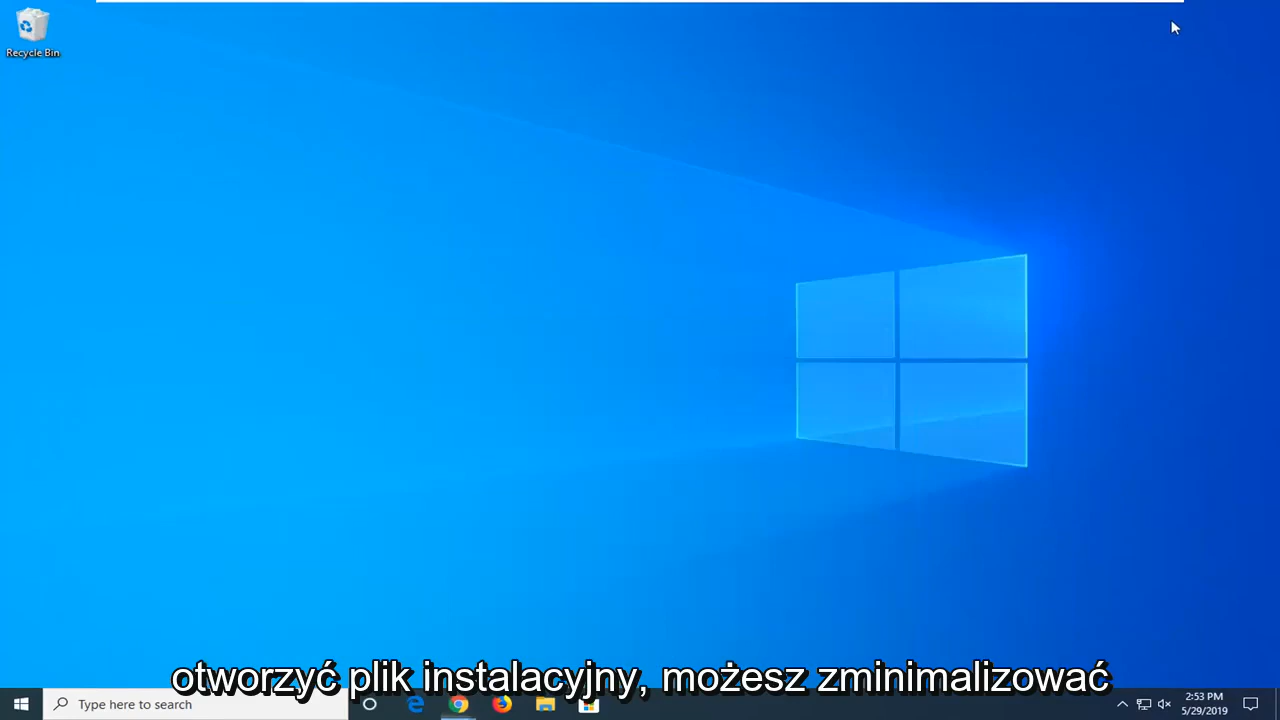 Recycle Bin
otworzyć plik instalacyjny, możesz zminimalizować
Type here to search
2:53 PM
5/29/2019